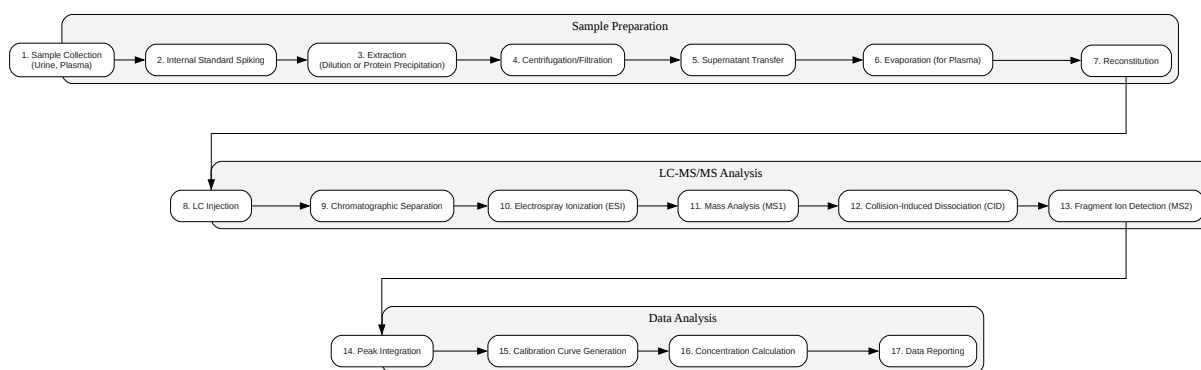 Sample Preparation
1. Sample Collection
(Urine, Plasma)
2. Internal Standard Spiking
3. Extraction
(Dilution or Protein Precipitation)
4. Centrifugation/Filtration
5. Supernatant Transfer
6. Evaporation (for Plasma)
7. Reconstitution
LC-MS/MS Analysis
8. LC Injection
9. Chromatographic Separation
10. Electrospray Ionization (ESI)
11. Mass Analysis (MS1)
12. Collision-Induced Dissociation (CID)
13. Fragment Ion Detection (MS2)
Data Analysis
14. Peak Integration
15. Calibration Curve Generation
16. Concentration Calculation
17. Data Reporting